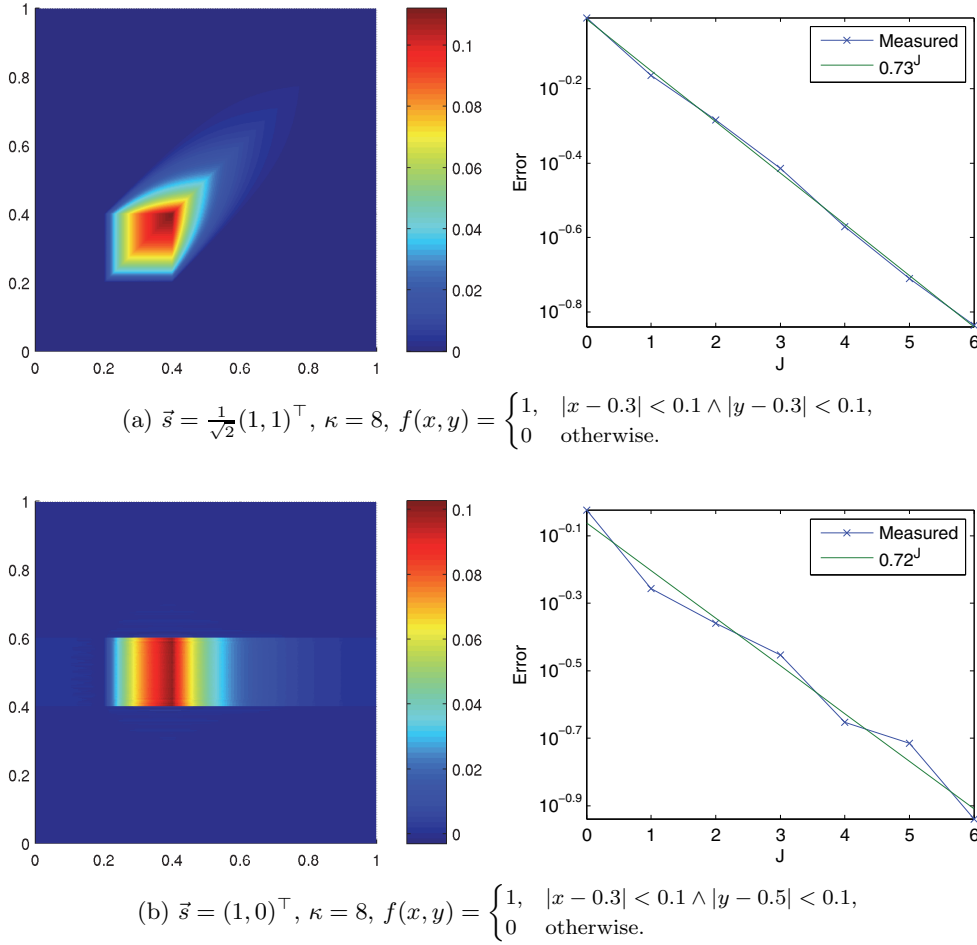 1
0.8
0.6
0.4
0.2
0
0 0.2 0.4 0.6 0.8 1
0.1
0.08
0.06
0.04
0.02
0
Error
10^−0.2
10^−0.4
10^−0.6
10^−0.8
0 1 2 3 4 5 6
J
Measured
0.73^J
(a) \vec{s} = \frac{1}{\sqrt{2}}(1, 1)^⊤, κ = 8, f(x, y) = { 1, |x − 0.3| < 0.1 ∧ |y − 0.3| < 0.1,
0 otherwise.
1
0.8
0.6
0.4
0.2
0
0 0.2 0.4 0.6 0.8 1
0.1
0.08
0.06
0.04
0.02
0
Error
10^−0.1
10^−0.3
10^−0.5
10^−0.7
10^−0.9
0 1 2 3 4 5 6
J
Measured
0.72^J
(b) \vec{s} = (1, 0)^⊤, κ = 8, f(x, y) = { 1, |x − 0.3| < 0.1 ∧ |y − 0.5| < 0.1,
0 otherwise.